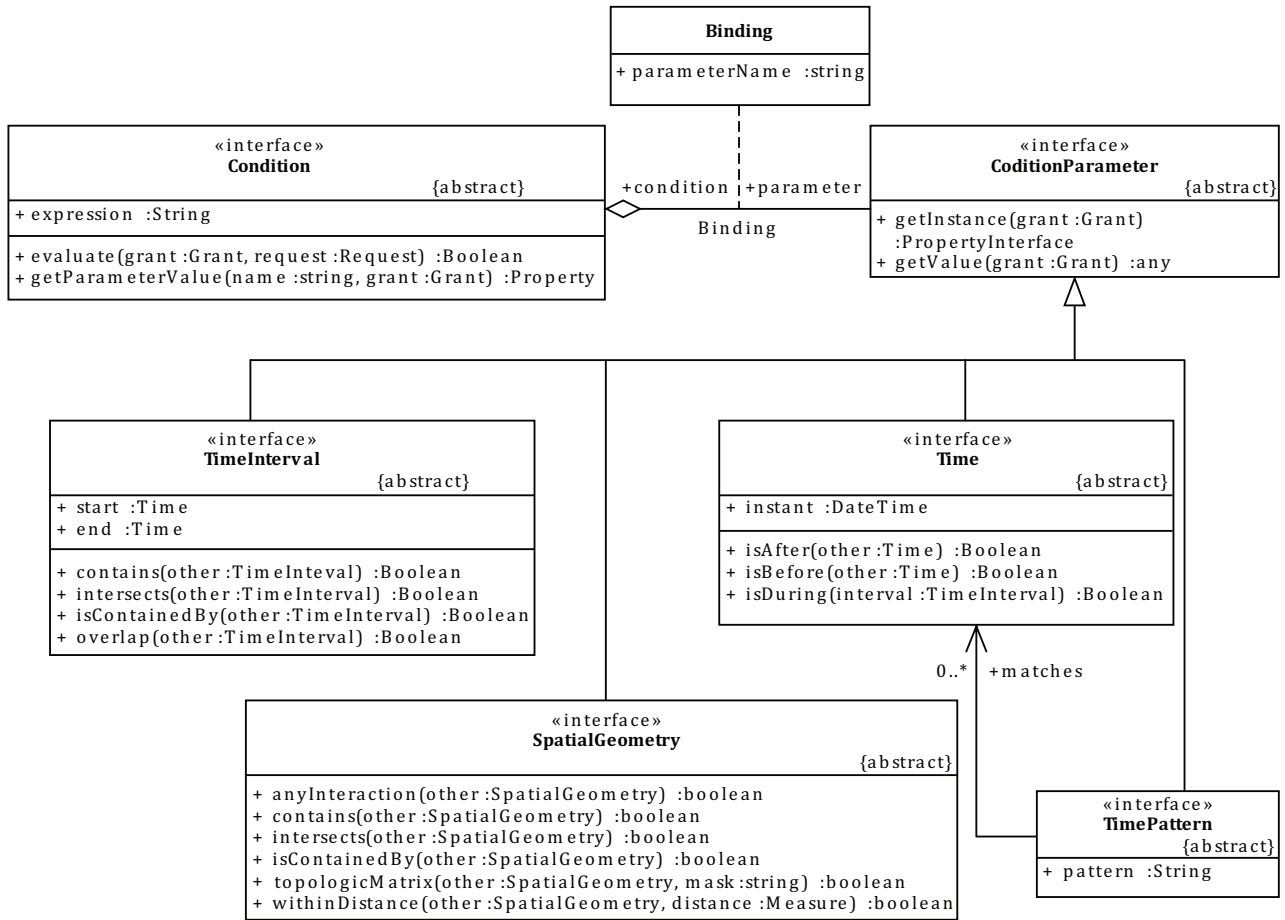 Binding
+ parameterName :string
«interface»
Condition
{abstract}
+ expression :String
+ evaluate(grant :Grant, request :Request) :Boolean
+ getParameterValue(name :string, grant :Grant) :Property
+condition
+parameter
Binding
«interface»
CoditionParameter
{abstract}
+ getInstance(grant :Grant)
:PropertyInterface
+ getValue(grant :Grant) :any
«interface»
TimeInterval
{abstract}
+ start :Time
+ end :Time
+ contains(other :TimeInteval) :Boolean
+ intersects(other :TimeInterval) :Boolean
+ isContainedBy(other :TimeInterval) :Boolean
+ overlap(other :TimeInterval) :Boolean
«interface»
Time
{abstract}
+ instant :DateTime
+ isAfter(other :Time) :Boolean
+ isBefore(other :Time) :Boolean
+ isDuring(interval :TimeInterval) :Boolean
0..*
+matches
«interface»
SpatialGeometry
{abstract}
+ anyInteraction(other :SpatialGeometry) :boolean
+ contains(other :SpatialGeometry) :boolean
+ intersects(other :SpatialGeometry) :boolean
+ isContainedBy(other :SpatialGeometry) :boolean
+ topologicMatrix(other :SpatialGeometry, mask :string) :boolean
+ withinDistance(other :SpatialGeometry, distance :Measure) :boolean
«interface»
TimePattern
{abstract}
+ pattern :String